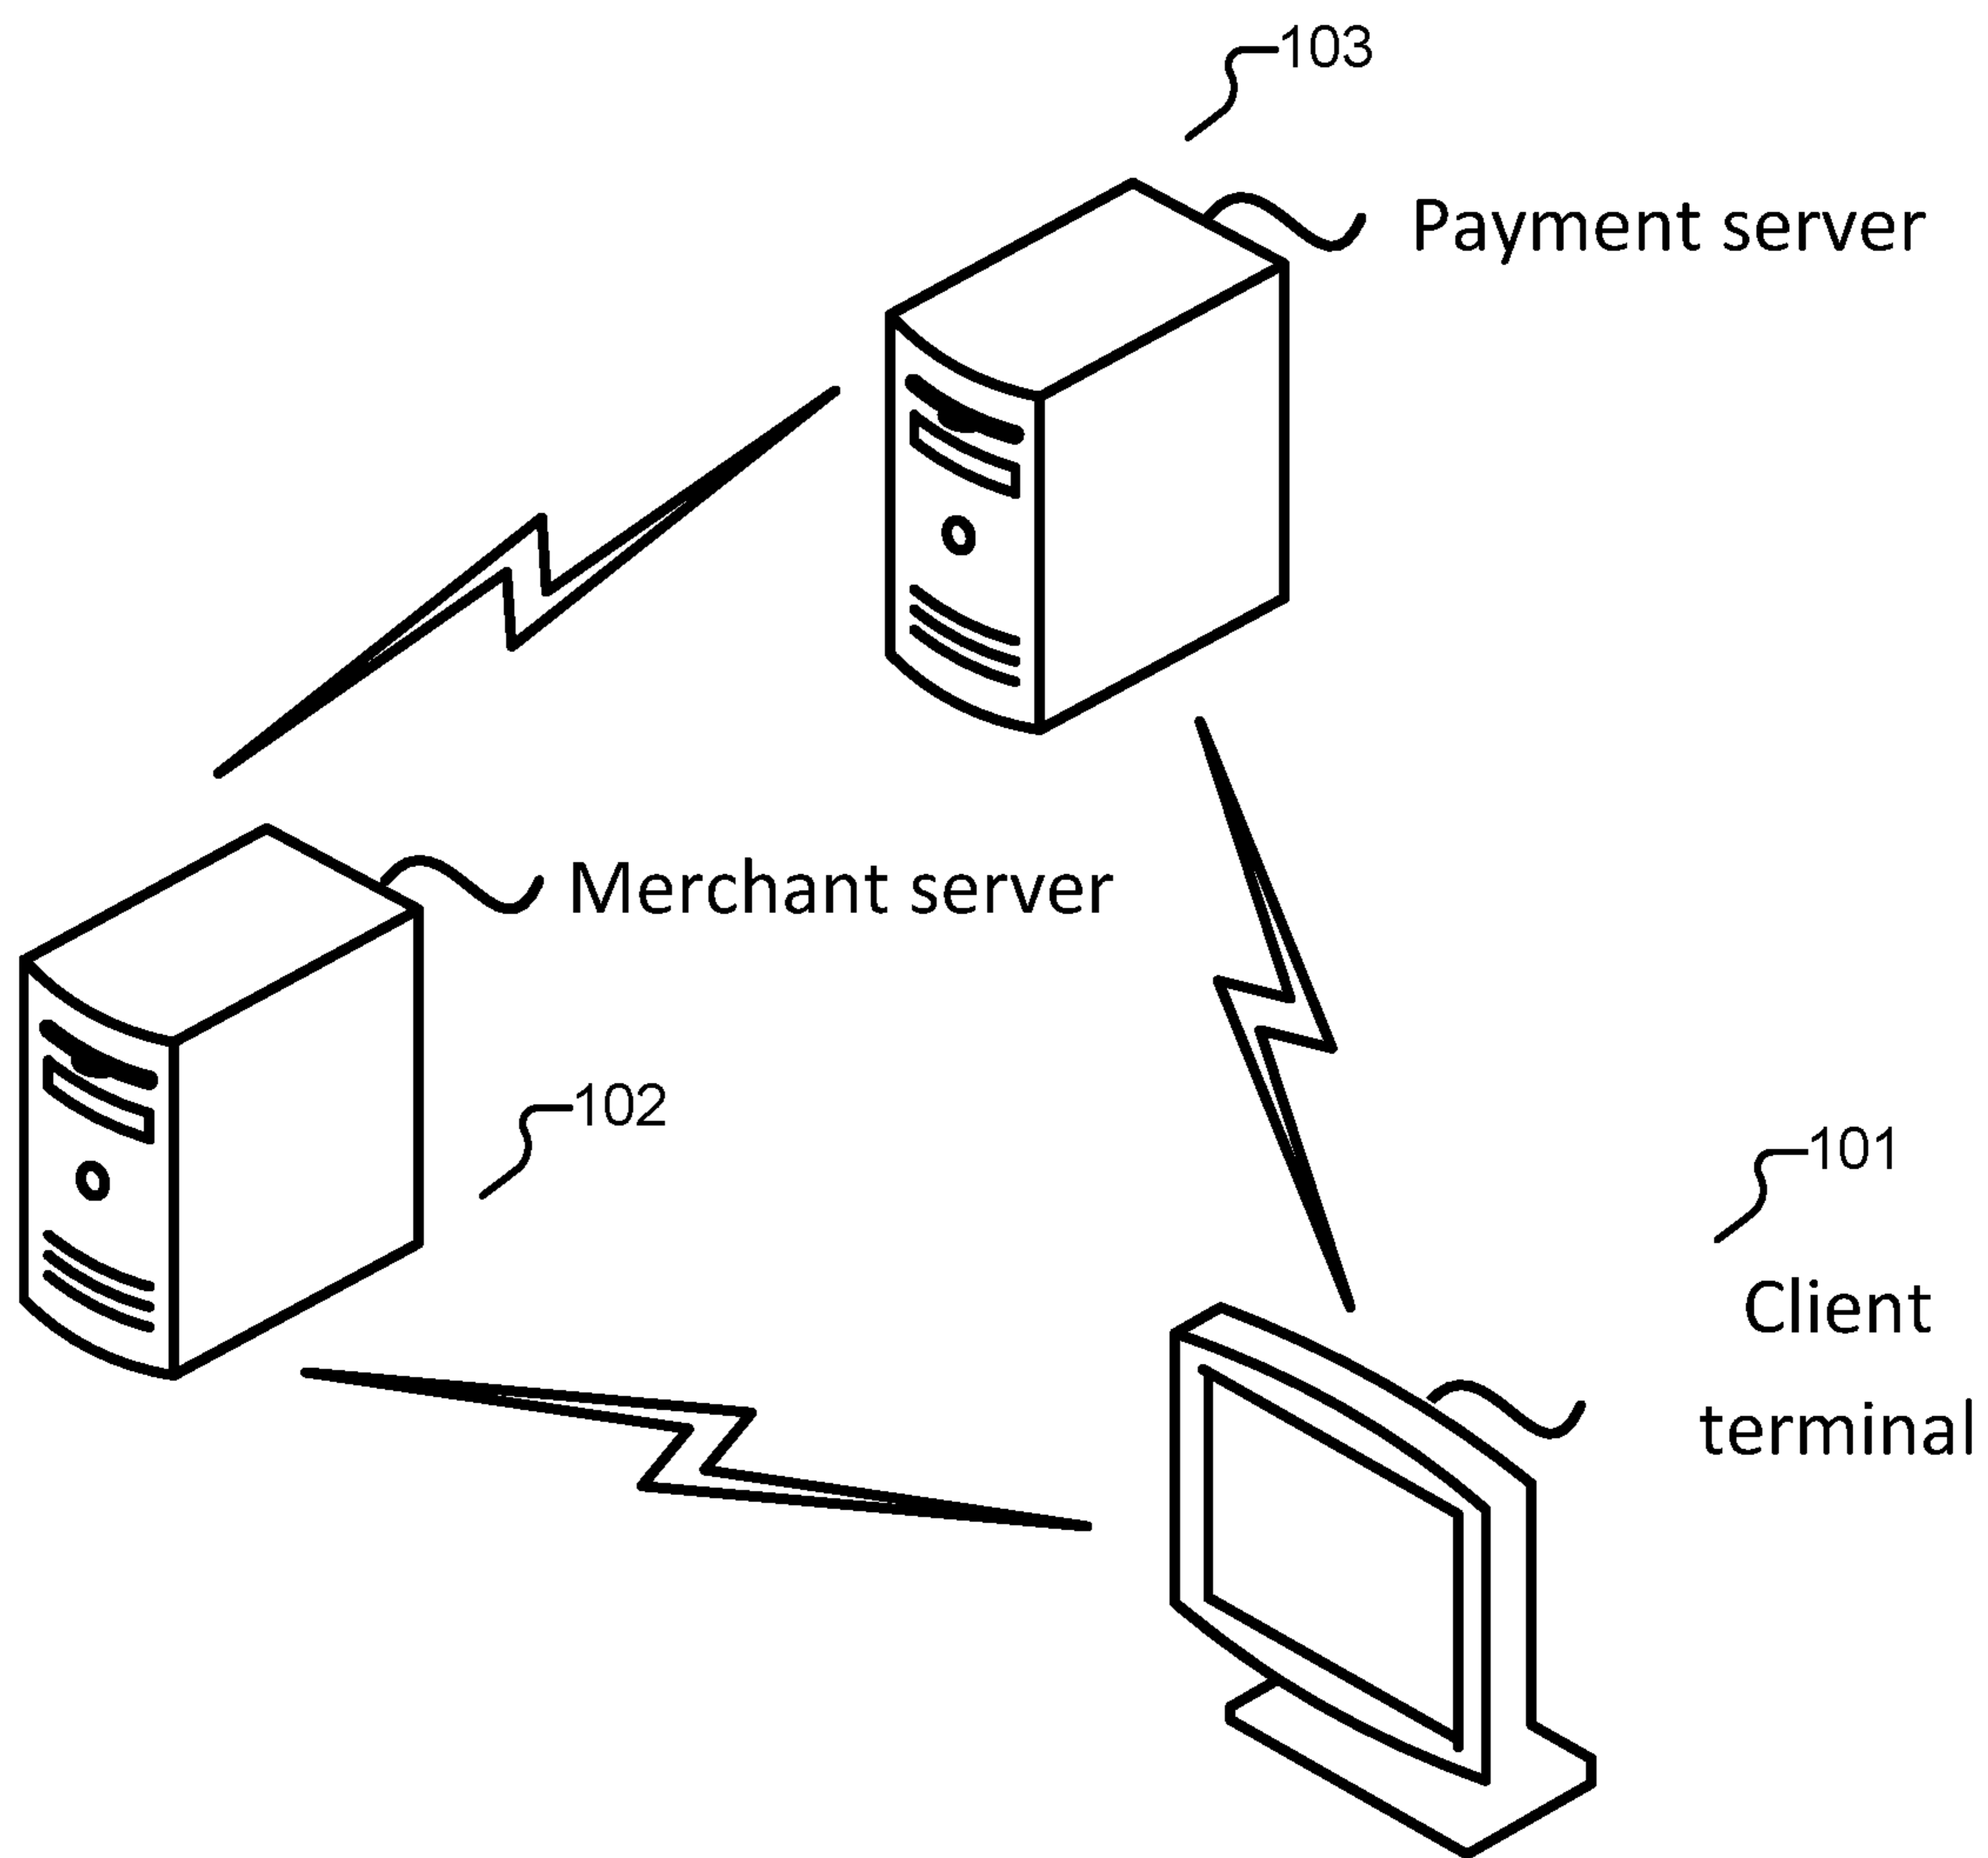 103
Payment server
Merchant server
102
101
Client
terminal